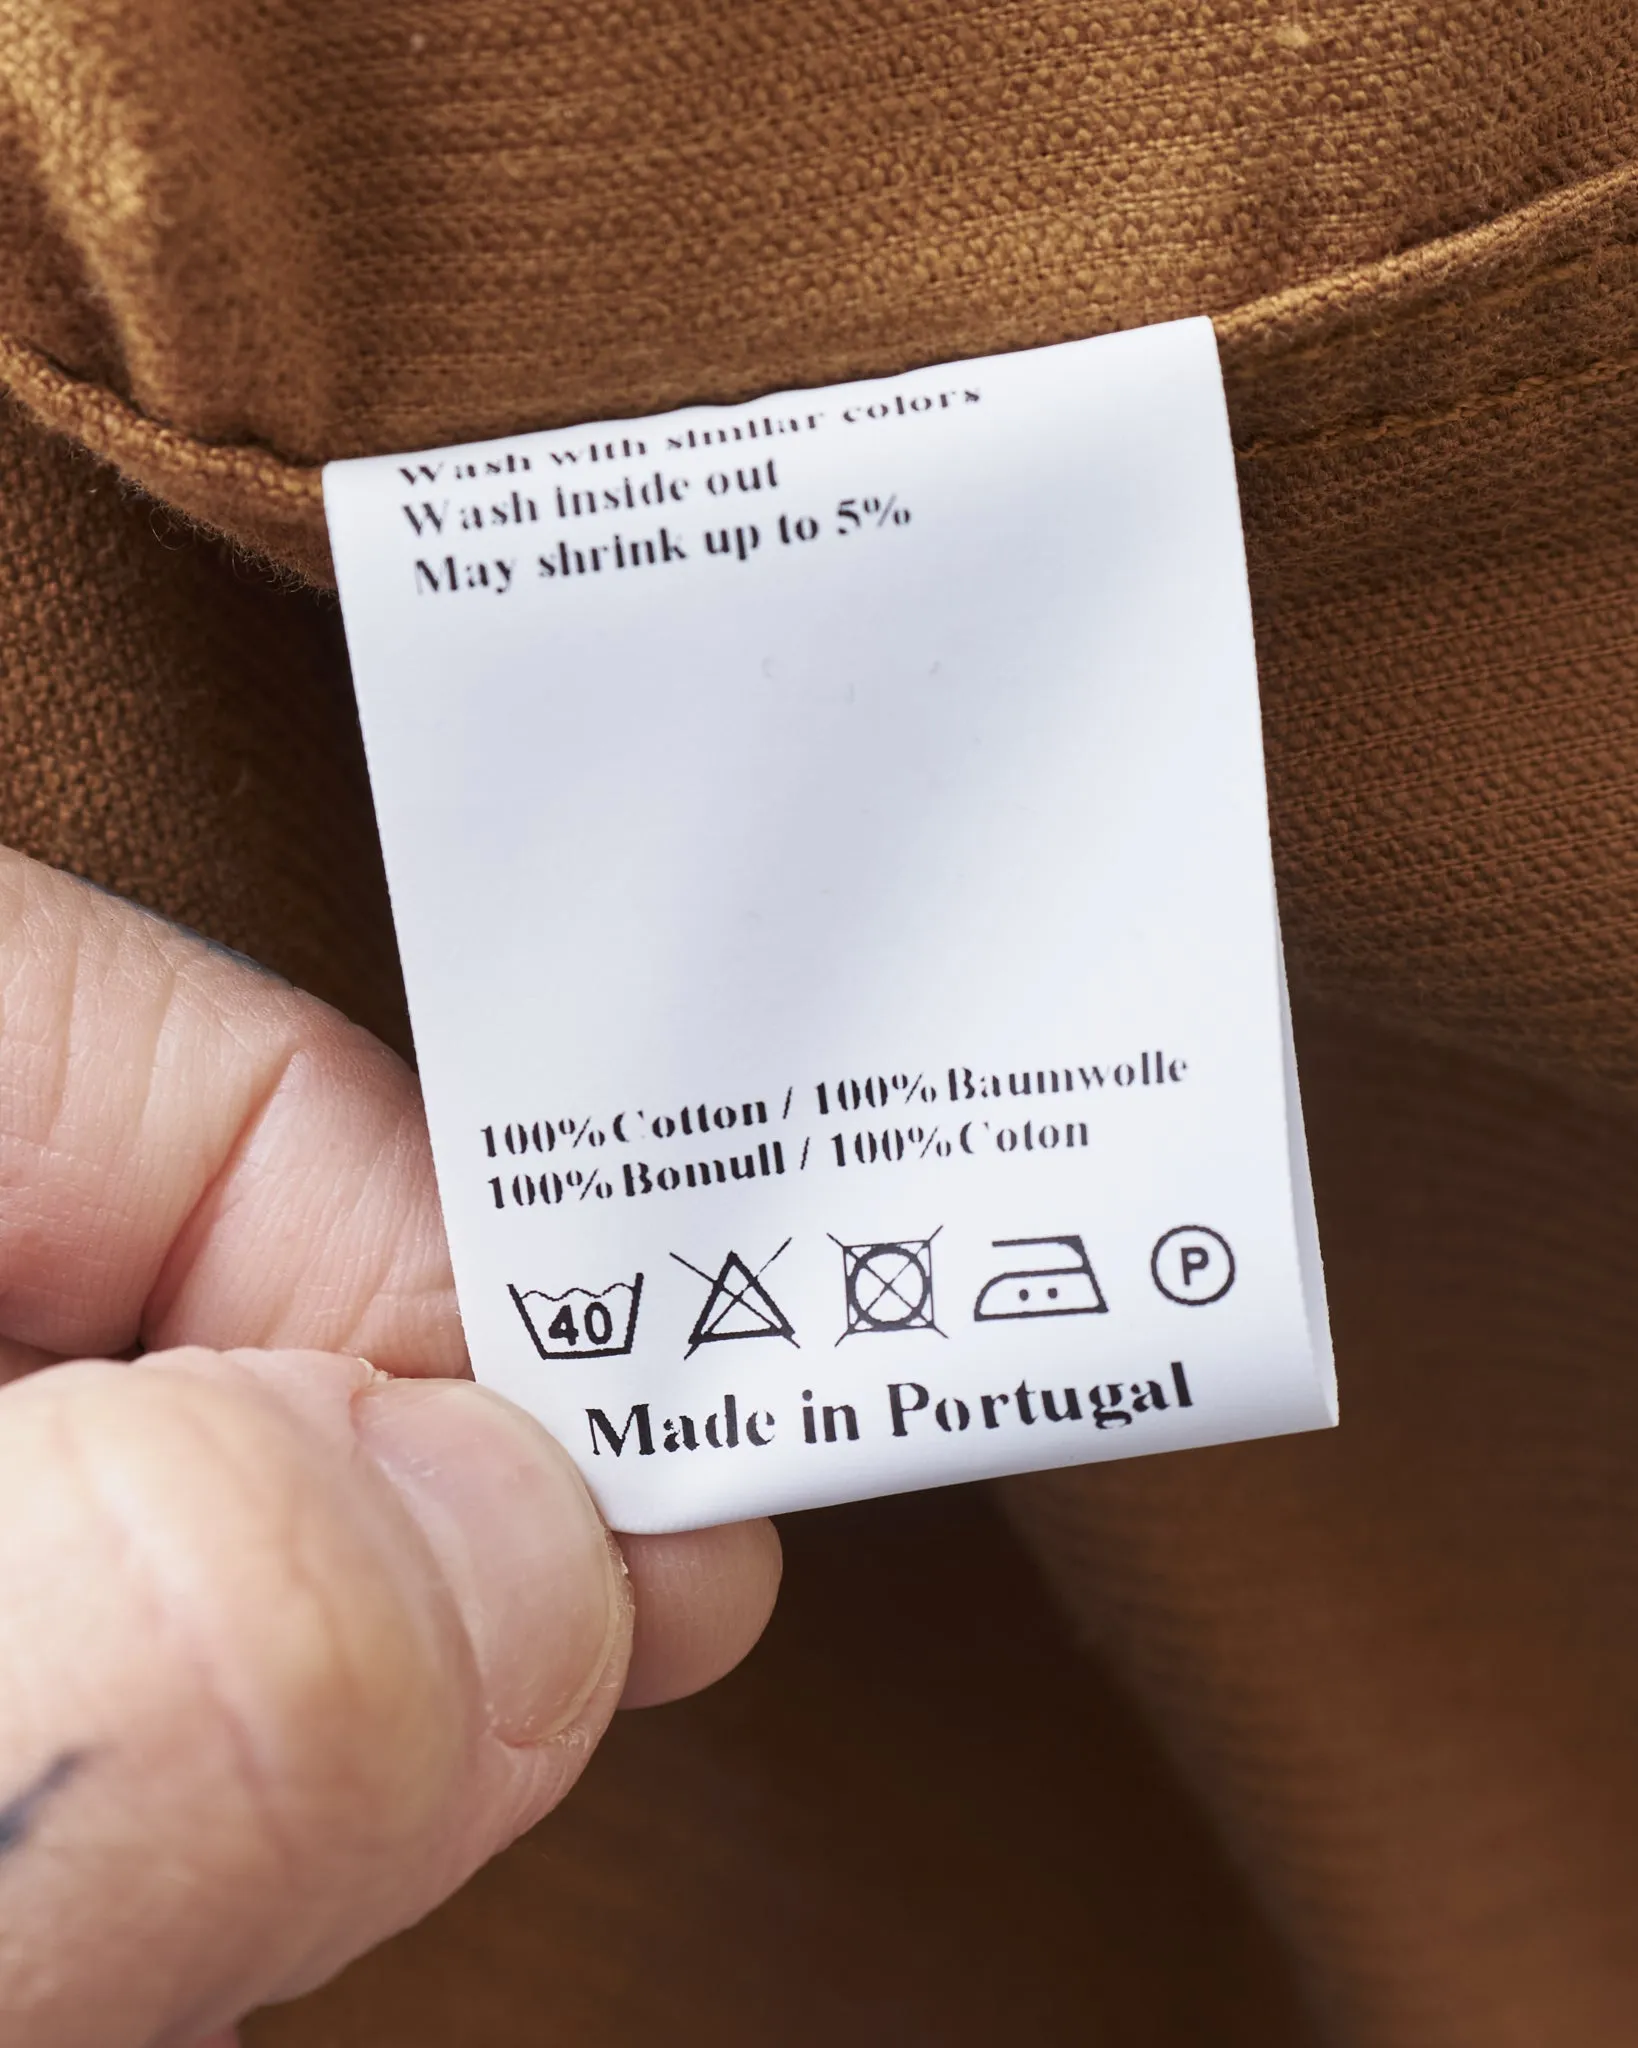 Wash with similar colors
Wash inside out
May shrink up to 5%
100% Cotton / 100% Baumwolle
100% Bomull / 100% Coton
40 P
Made in Portugal